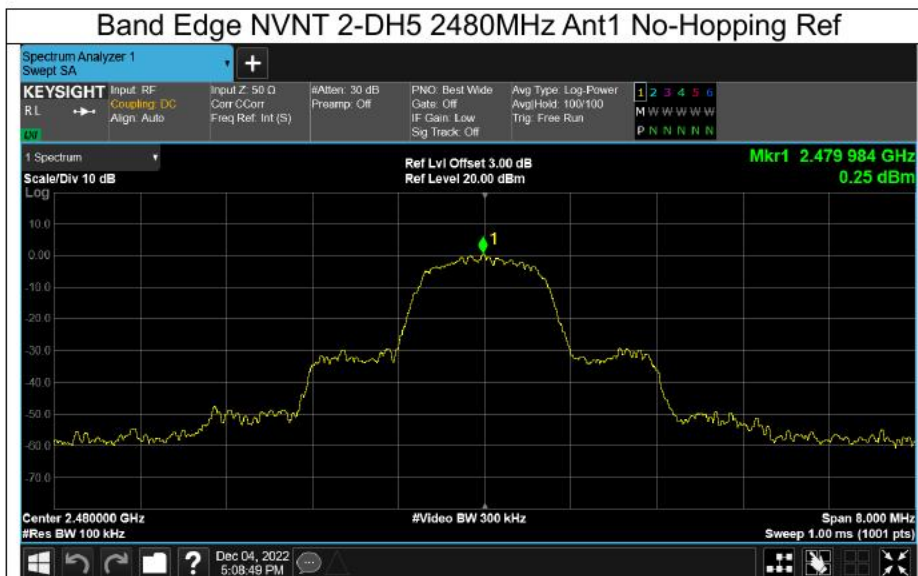 Band Edge NVNT 2-DH5 2480MHz Ant1 No-Hopping Ref
Spectrum Analyzer 1
Swept SA
KEYSIGHT
RL
Input: RF
Coupling: DC
Align: Auto
Input Z: 50 Ω
Corr CCorr
Freq Ref: Int (S)
#Atten: 30 dB
Preamp: Off
PNO: Best Wide
Gate: Off
IF Gain: Low
Sig Track: Off
Avg Type: Log-Power
Avg|Hold: 100/100
Trig: Free Run
1 2 3 4 5 6
M W W W W W
P N N N N N
1 Spectrum
Scale/Div 10 dB
Ref Lvl Offset 3.00 dB
Ref Level 20.00 dBm
Mkr1 2.479 984 GHz
0.25 dBm
Log
10.0
0.00
-10.0
-20.0
-30.0
-40.0
-50.0
-60.0
-70.0
1
Center 2.480000 GHz
#Res BW 100 kHz
#Video BW 300 kHz
Span 8.000 MHz
Sweep 1.00 ms (1001 pts)
?
Dec 04, 2022
5:08:49 PM